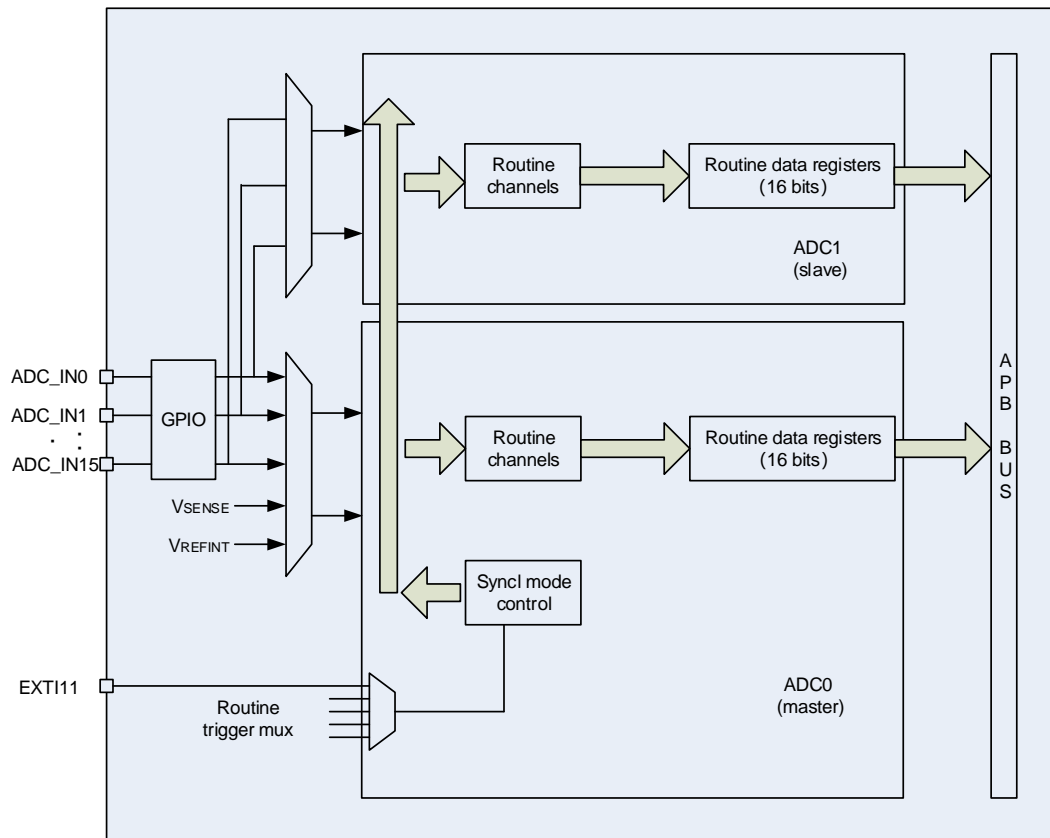 Routine
channels
Routine data registers
(16 bits)
ADC1
(slave)
ADC_IN0
ADC_IN1
. :
ADC_IN15
GPIO
VSENSE
VREFINT
Routine
channels
Routine data registers
(16 bits)
Syncl mode
control
EXTI11
Routine
trigger mux
ADC0
(master)
A
P
B
B
U
S